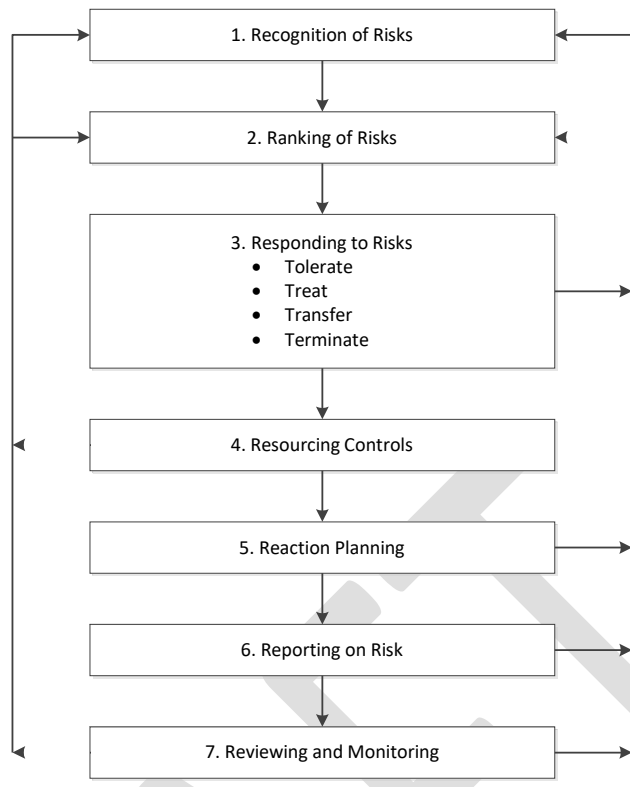 1. Recognition of Risks
2. Ranking of Risks
3. Responding to Risks
• Tolerate
• Treat
• Transfer
• Terminate
4. Resourcing Controls
5. Reaction Planning
6. Reporting on Risk
7. Reviewing and Monitoring